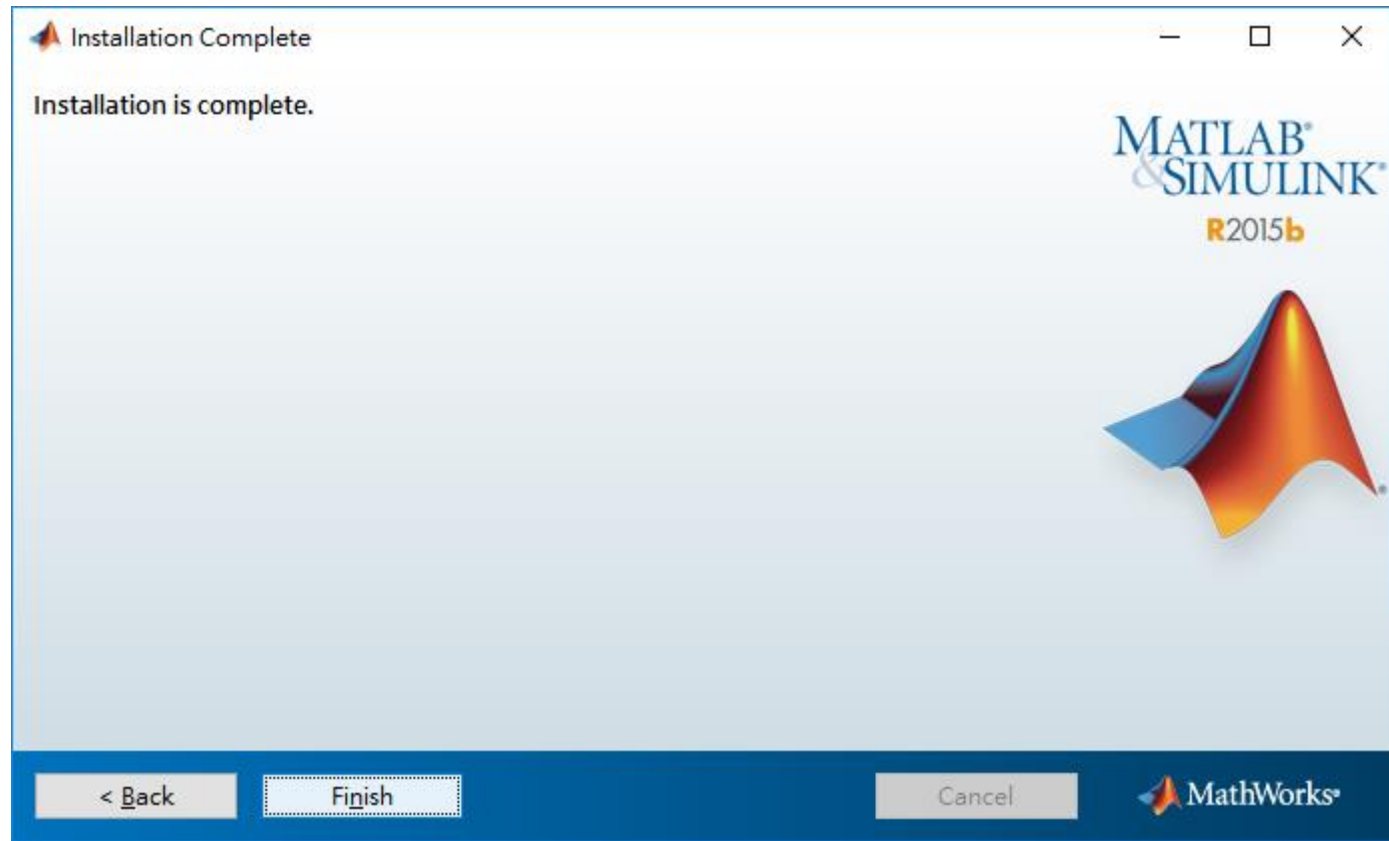 Installation Complete
Installation is complete.
MATLAB®
&SIMULINK®
R2015b
®
< Back
Finish
Cancel
MathWorks®